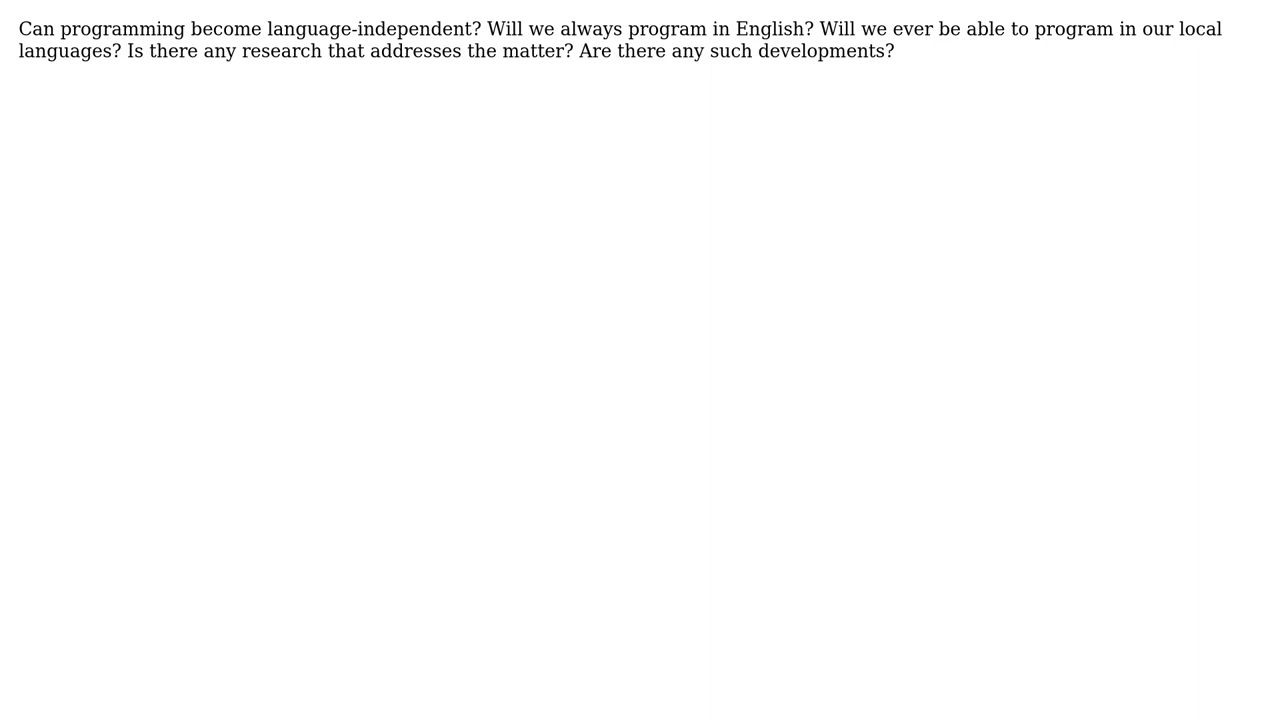 Can programming become language-independent? Will we always program in English? Will we ever be able to program in our local
languages? Is there any research that addresses the matter? Are there any such developments?